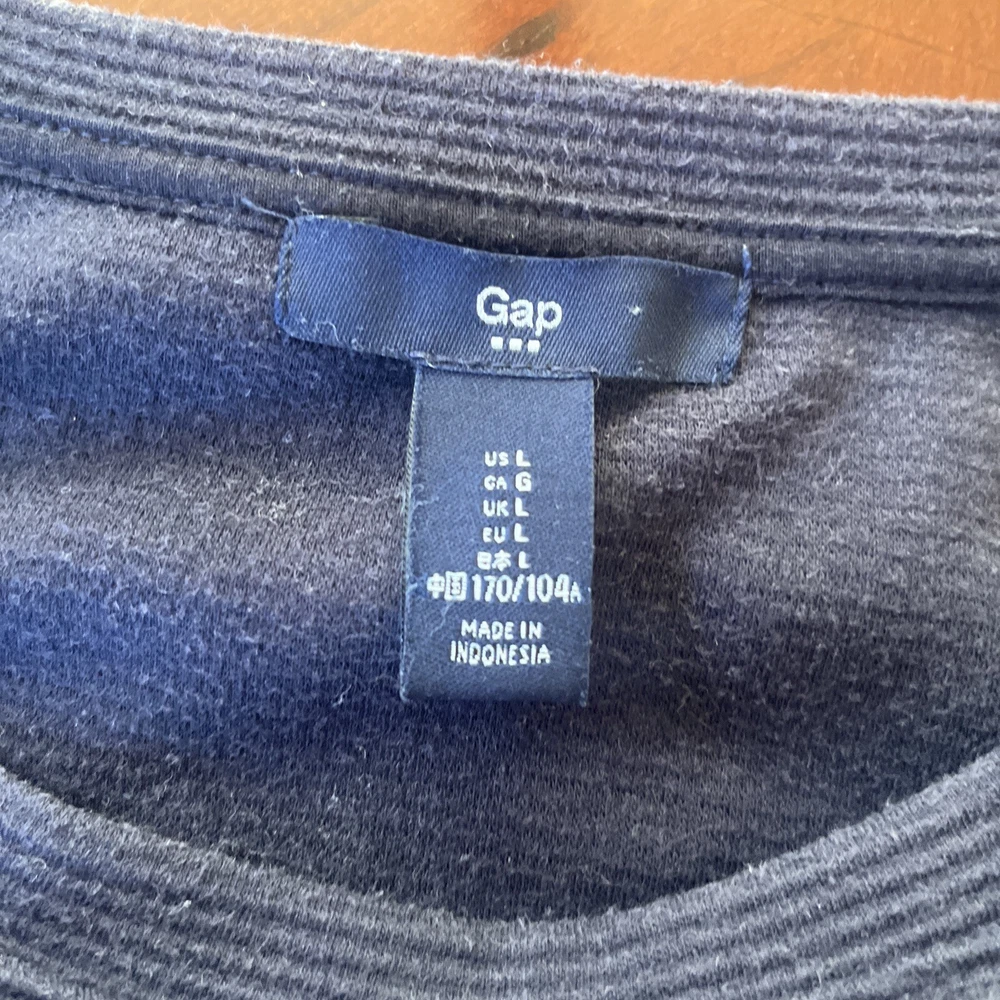 Gap
US L
CA G
UK L
EU L
日本 L
中国 170/104A
MADE IN
INDONESIA